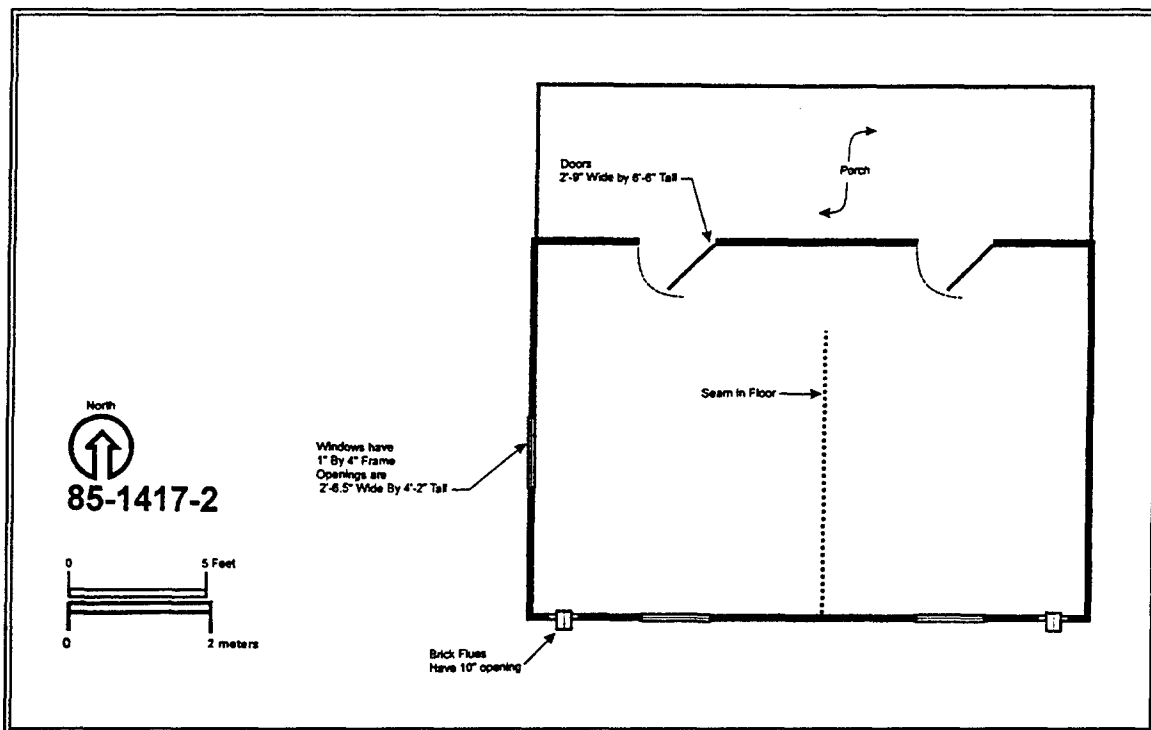 Doors
2'-9" Wide by 6'-6" Tall
Porch
Seam in Floor
North
85-1417-2
Windows have
1" By 4" Frame
Openings are
2'-6.5" Wide By 4'-2" Tall
0 5 Feet
0 2 meters
Brick Flues
Have 10" opening